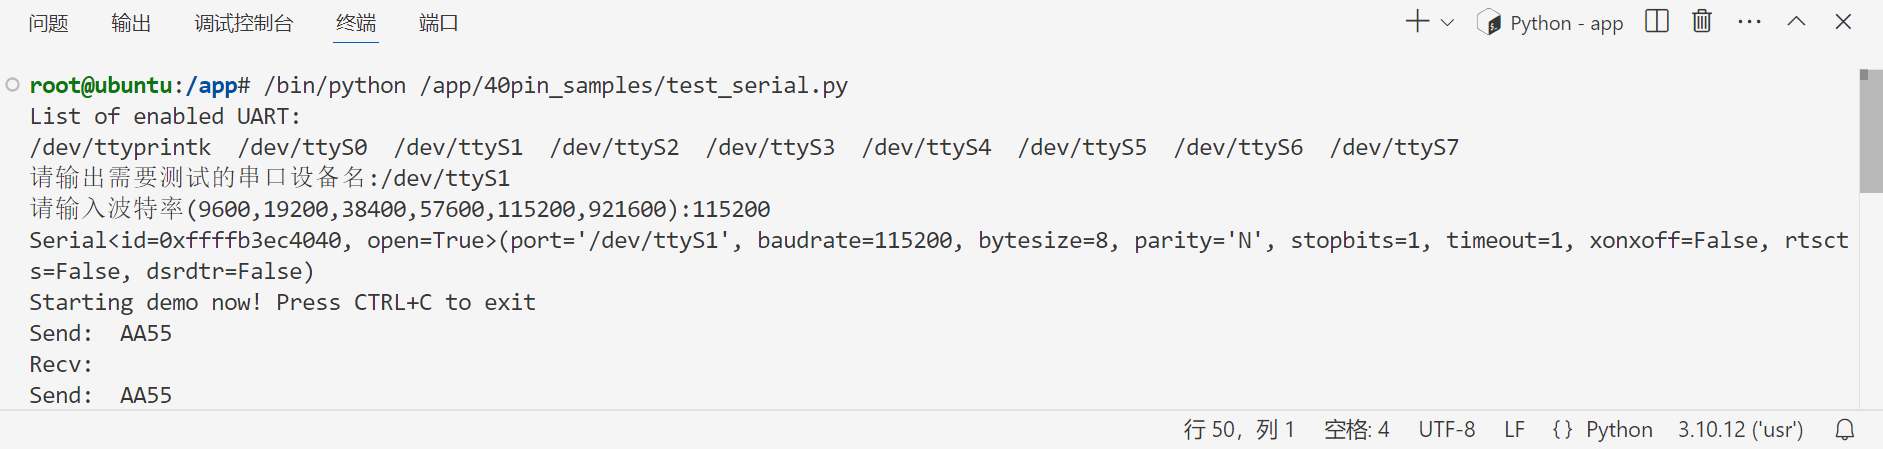 问题 输出 调试控制台 终端 端口 Python - app
root@ubuntu:/app# /bin/python /app/40pin_samples/test_serial.py
List of enabled UART:
/dev/ttyprintk /dev/ttyS0 /dev/ttyS1 /dev/ttyS2 /dev/ttyS3 /dev/ttyS4 /dev/ttyS5 /dev/ttyS6 /dev/ttyS7
请输出需要测试的串口设备名:/dev/ttyS1
请输入波特率(9600,19200,38400,57600,115200,921600):115200
Serial<id=0xffffb3ec4040, open=True>(port='/dev/ttyS1', baudrate=115200, bytesize=8, parity='N', stopbits=1, timeout=1, xonxoff=False, rtsct
s=False, dsrdtr=False)
Starting demo now! Press CTRL+C to exit
Send: AA55
Recv:
Send: AA55
行 50，列 1 空格: 4 UTF-8 LF {} Python 3.10.12 ('usr')